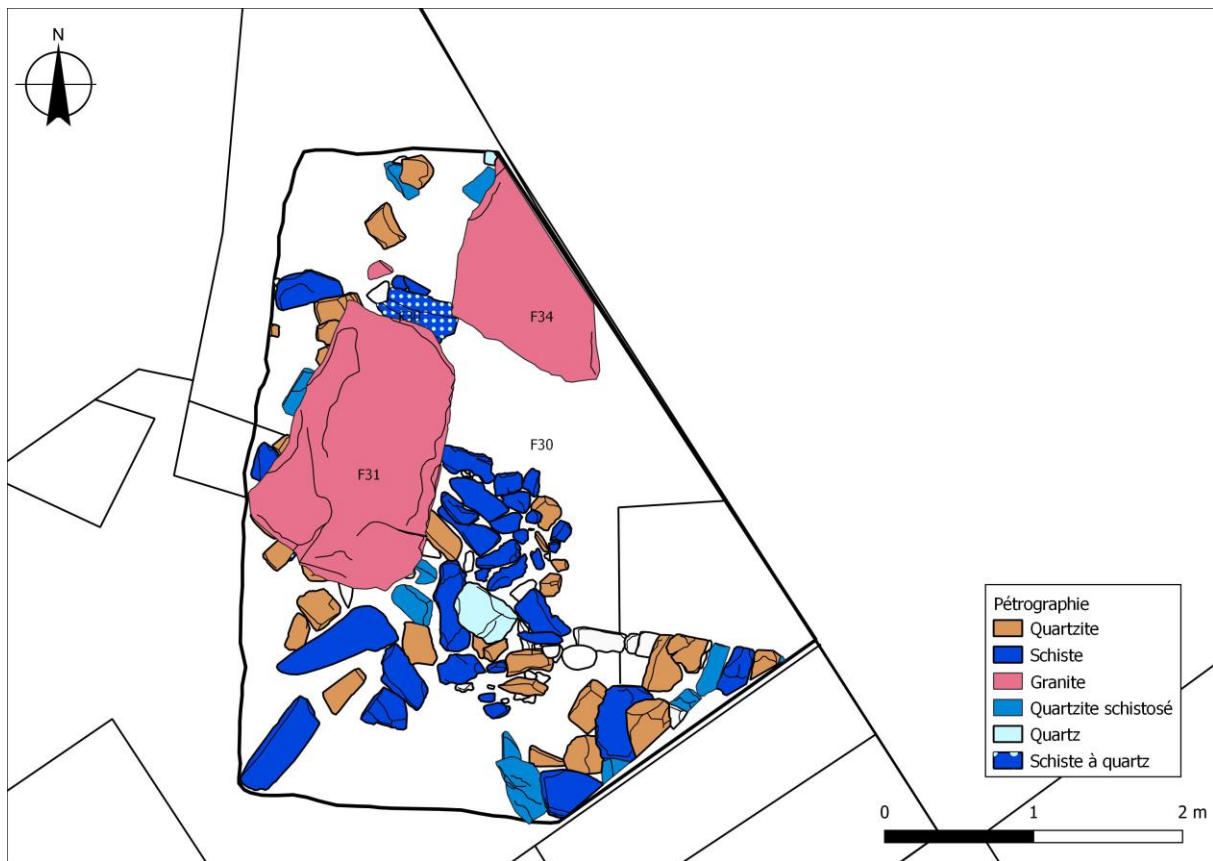 N
F34
F30
F31
Pétrographie
Quartzite
Schiste
Granite
Quartzite schistosé
Quartz
Schiste à quartz
0 1 2 m